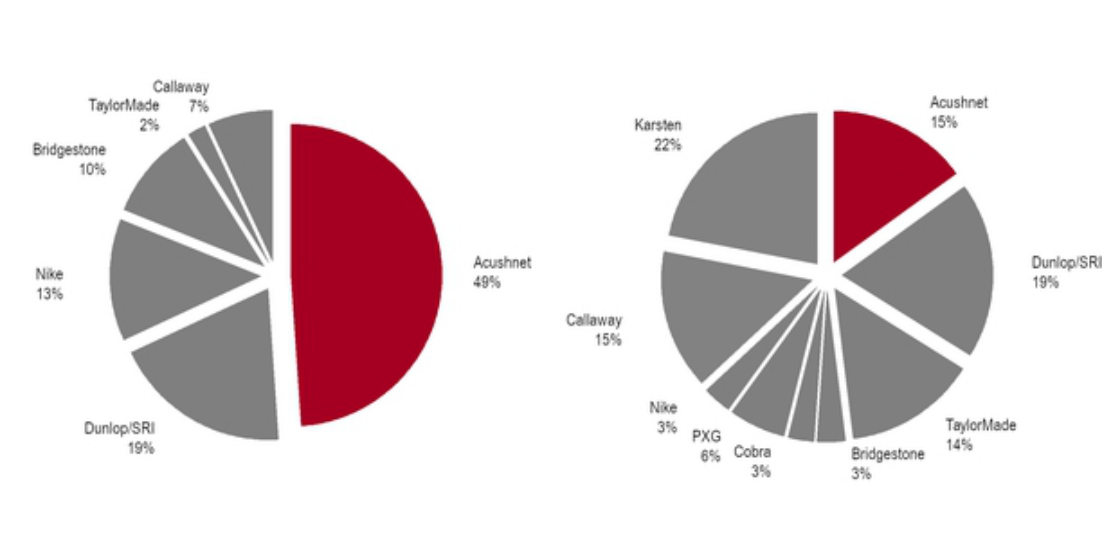 Callaway
7%
TaylorMade
2%
Bridgestone
10%
Nike
13%
Dunlop/SRI
19%
Acushnet
49%
Karsten
22%
Acushnet
15%
Dunlop/SRI
19%
Callaway
15%
Nike
3%
PXG
6%
Cobra
3%
Bridgestone
3%
TaylorMade
14%